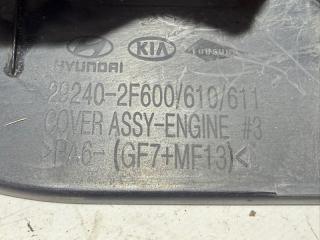 HYUNDAI KIA
29240-2F600/610/611
COVER ASSY-ENGINE #3
>PA6-(GF7+MF13)<